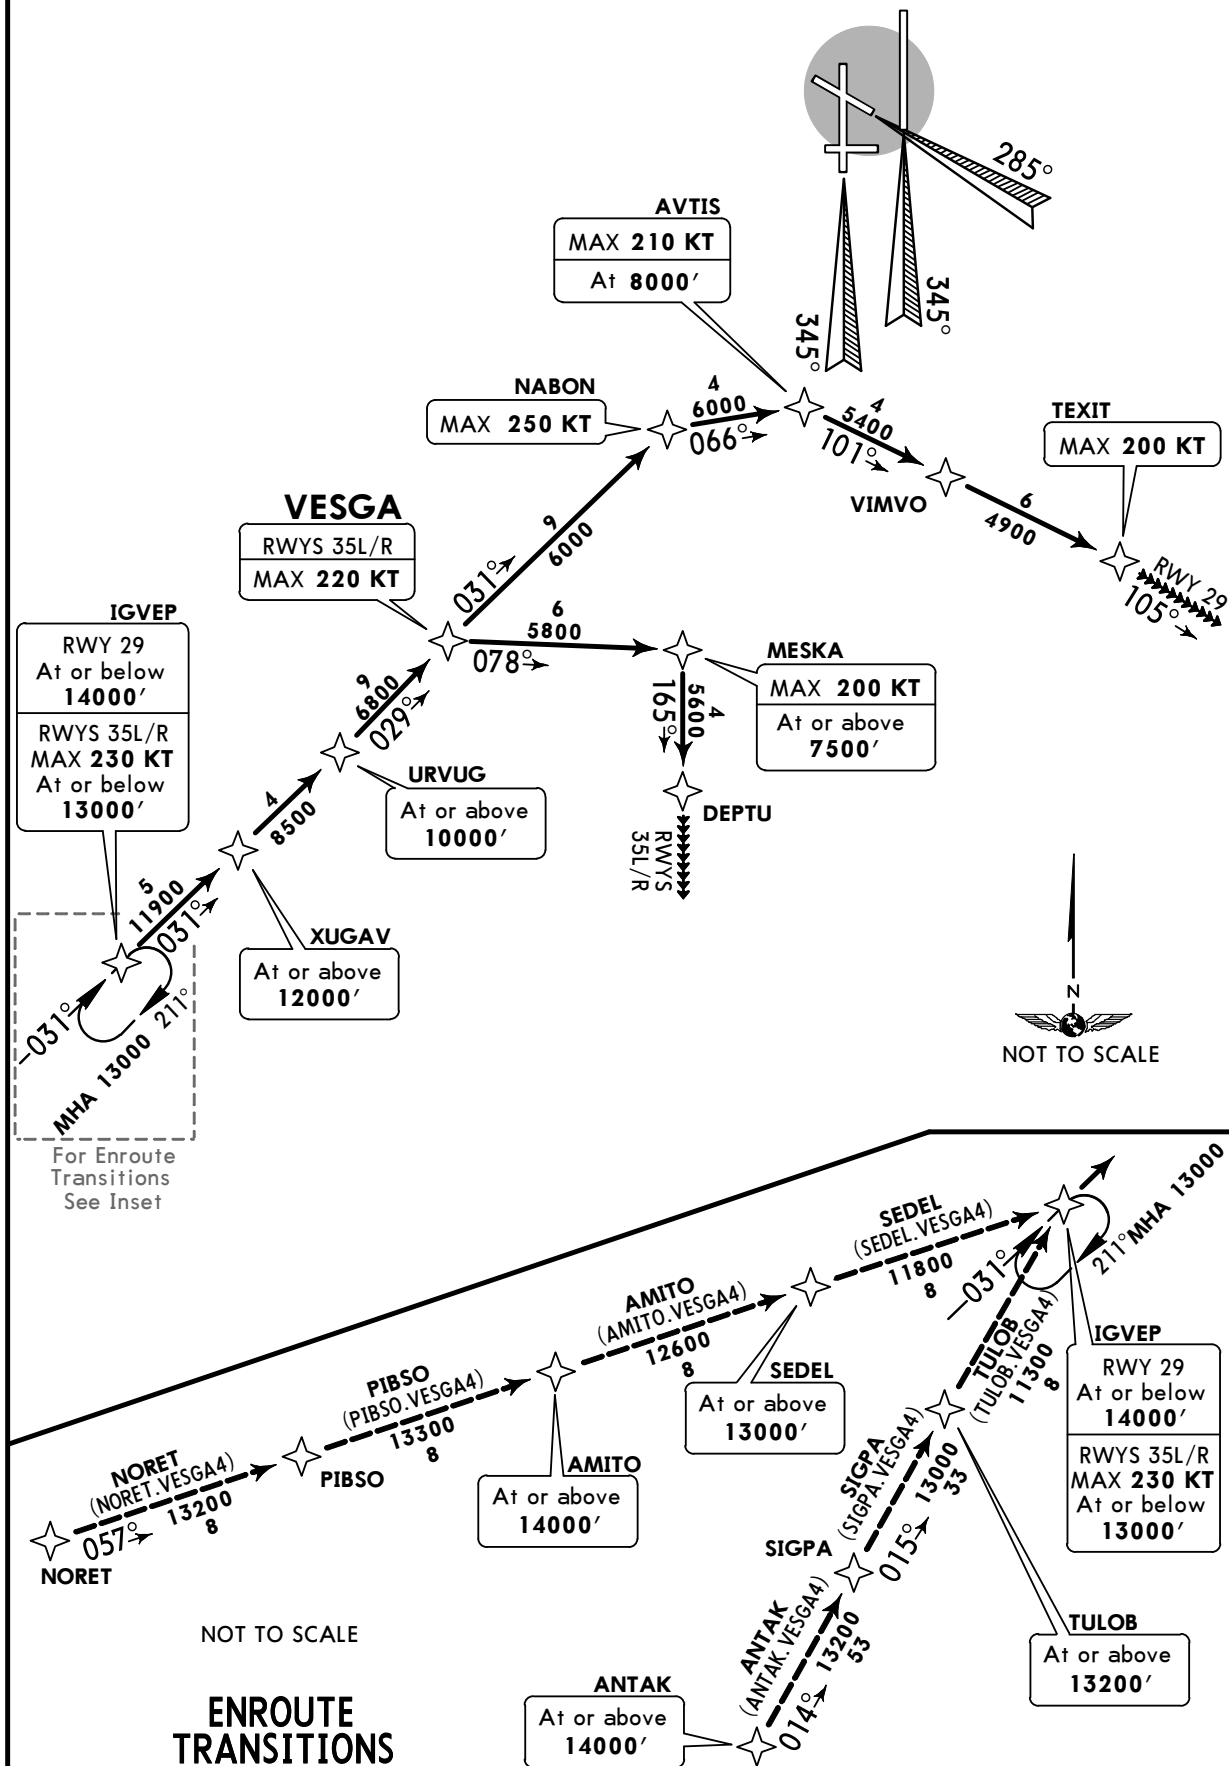 285°
345°
345°
AVTIS
MAX 210 KT
At 8000′
NABON
MAX 250 KT
4
6000
066°
4
5400
101°
VIMVO
TEXIT
MAX 200 KT
6
4900
RWY 29
105°
VESGA
RWYS 35L/R
MAX 220 KT
9
6000
031°
6
5800
078°
MESKA
MAX 200 KT
At or above
7500′
4
5600
165°
DEPTU
RWYS
35L/R
IGVEP
RWY 29
At or below
14000′
RWYS 35L/R
MAX 230 KT
At or below
13000′
9
6800
029°
URVUG
At or above
10000′
4
8500
5
11900
031°
XUGAV
At or above
12000′
031°
MHA 13000 211°
For Enroute
Transitions
See Inset
N
NOT TO SCALE
NORET
(NORET.VESGA4)
13200
8
057°
NORET
PIBSO
(PIBSO.VESGA4)
13300
8
PIBSO
AMITO
(AMITO.VESGA4)
12600
8
AMITO
At or above
14000′
SEDEL
(SEDEL.VESGA4)
11800
8
SEDEL
At or above
13000′
031°
211° MHA 13000
TULOB
(TULOB.VESGA4)
11300
8
IGVEP
RWY 29
At or below
14000′
RWYS 35L/R
MAX 230 KT
At or below
13000′
SIGPA
(SIGPA.VESGA4)
13000
33
015°
SIGPA
TULOB
At or above
13200′
ANTAK
(ANTAK.VESGA4)
13200
53
014°
ANTAK
At or above
14000′
NOT TO SCALE
ENROUTE
TRANSITIONS